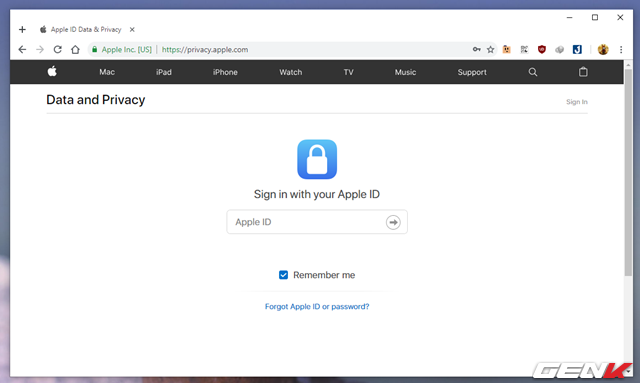 Apple ID Data & Privacy
Apple Inc. [US] | https://privacy.apple.com
Mac iPad iPhone Watch TV Music Support
Data and Privacy
Sign In
Sign in with your Apple ID
Apple ID
Remember me
Forgot Apple ID or password?
GENK